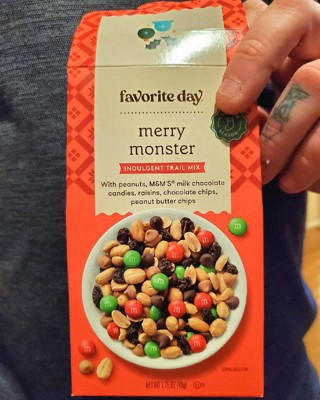 favorite day
merry
monster
INDULGENT TRAIL MIX
With peanuts, M&M'S® milk chocolate
candies, raisins, chocolate chips,
peanut butter chips